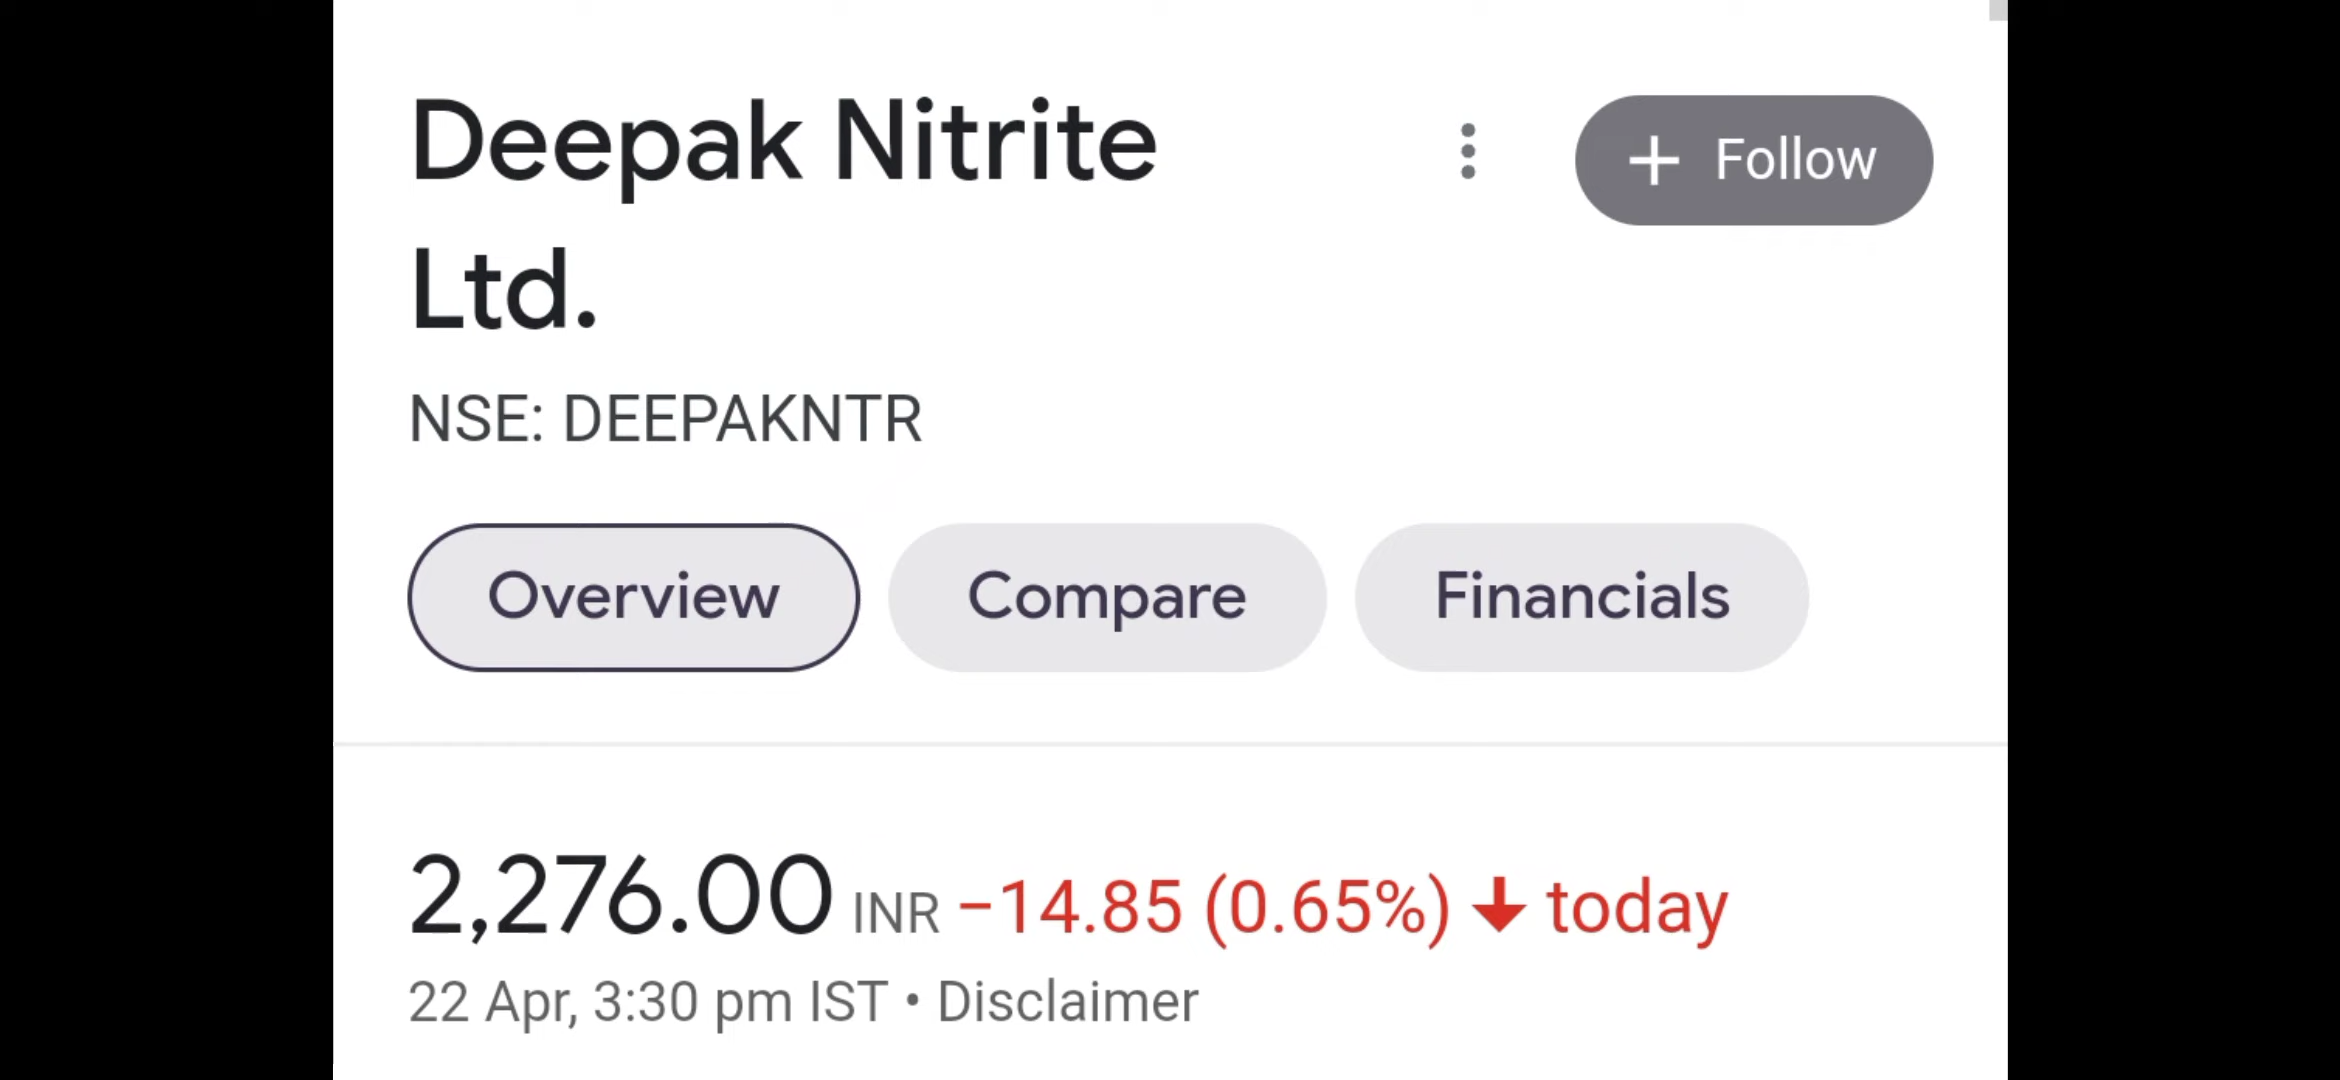 Deepak Nitrite
Ltd.
+ Follow
NSE: DEEPAKNTR
Overview Compare Financials
2,276.00 INR −14.85 (0.65%) ↓ today
22 Apr, 3:30 pm IST • Disclaimer